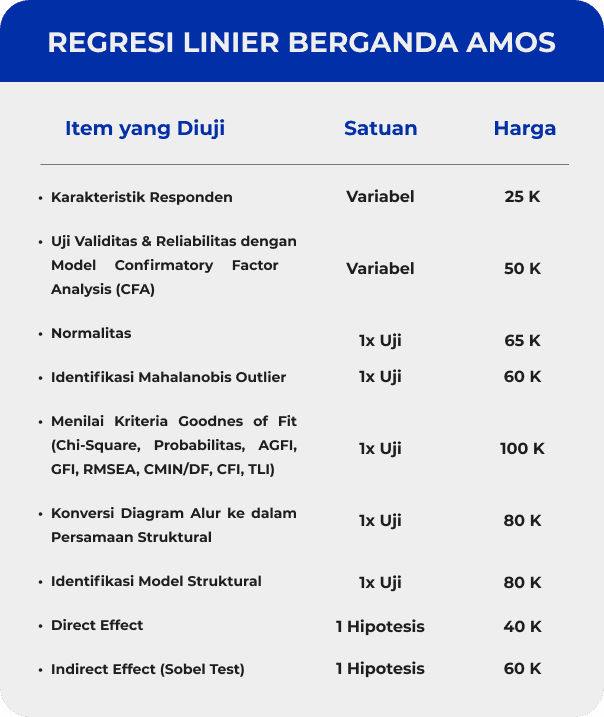 REGRESI LINIER BERGANDA AMOS
Item yang Diuji Satuan Harga
• Karakteristik Responden Variabel 25 K
• Uji Validitas & Reliabilitas dengan
Model Confirmatory Factor
Analysis (CFA)
Variabel 50 K
• Normalitas 1x Uji 65 K
• Identifikasi Mahalanobis Outlier 1x Uji 60 K
• Menilai Kriteria Goodnes of Fit
(Chi-Square, Probabilitas, AGFI,
GFI, RMSEA, CMIN/DF, CFI, TLI)
1x Uji 100 K
• Konversi Diagram Alur ke dalam
Persamaan Struktural
1x Uji 80 K
• Identifikasi Model Struktural 1x Uji 80 K
• Direct Effect 1 Hipotesis 40 K
• Indirect Effect (Sobel Test) 1 Hipotesis 60 K